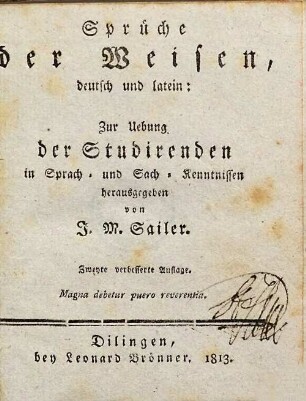 Sprüche
der Weisen,
deutsch und latein:
Zur Uebung
der Studirenden
in Sprach- und Sach-Kenntnissen
herausgegeben
von
J. M. Sailer.
Zweyte verbesserte Auflage.
Magna debetur puero reverentia.
Dilingen,
bey Leonard Brönner. 1813.